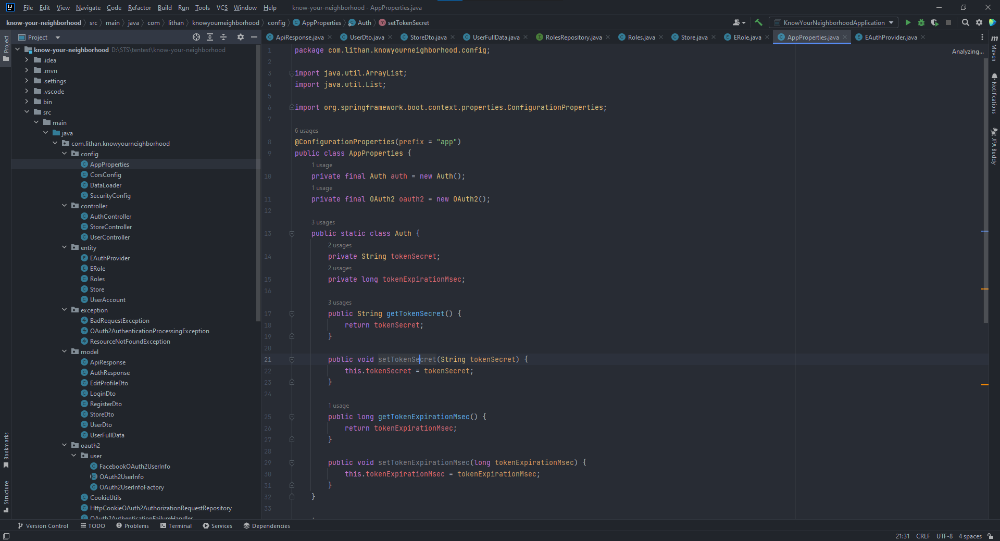 File Edit View Navigate Code Refactor Build Run Tools VCS Window Help know-your-neighborhood - AppProperties.java
know-your-neighborhood src main java com lithan knowyourneighborhood config AppProperties Auth setTokenSecret KnowYourNeighborhoodApplication
Project
ApiResponse.java UserDto.java StoreDto.java UserFullData.java RolesRepository.java Roles.java Store.java ERole.java AppProperties.java EAuthProvider.java
Project
know-your-neighborhood D:\STS\tentest\know-your-neighborhood
.idea
.mvn
.settings
.vscode
bin
src
main
java
com.lithan.knowyourneighborhood
config
AppProperties
CorsConfig
DataLoader
SecurityConfig
controller
AuthController
StoreController
UserController
entity
EAuthProvider
ERole
Roles
Store
UserAccount
exception
BadRequestException
OAuth2AuthenticationProcessingException
ResourceNotFoundException
model
ApiResponse
AuthResponse
EditProfileDto
LoginDto
RegisterDto
StoreDto
UserDto
UserFullData
oauth2
user
FacebookOAuth2UserInfo
OAuth2UserInfo
OAuth2UserInfoFactory
CookieUtils
HttpCookieOAuth2AuthorizationRequestRepository
OAuth2AuthenticationFailureHandler
Bookmarks
Structure
1 package com.lithan.knowyourneighborhood.config;
2
3 import java.util.ArrayList;
4 import java.util.List;
5
6 import org.springframework.boot.context.properties.ConfigurationProperties;
7
6 usages
8 @ConfigurationProperties(prefix = "app")
9 public class AppProperties {
1 usage
10 private final Auth auth = new Auth();
1 usage
11 private final OAuth2 oauth2 = new OAuth2();
12
3 usages
13 public static class Auth {
2 usages
14 private String tokenSecret;
2 usages
15 private long tokenExpirationMsec;
16
3 usages
17 public String getTokenSecret() {
18 return tokenSecret;
19 }
20
21 public void setTokenSecret(String tokenSecret) {
22 this.tokenSecret = tokenSecret;
23 }
24
1 usage
25 public long getTokenExpirationMsec() {
26 return tokenExpirationMsec;
27 }
28
29 public void setTokenExpirationMsec(long tokenExpirationMsec) {
30 this.tokenExpirationMsec = tokenExpirationMsec;
31 }
32 }
33
Analyzing...
Maven
Notifications
JPA Buddy
Version Control TODO Problems Terminal Services Dependencies
21:31 CRLF UTF-8 4 spaces